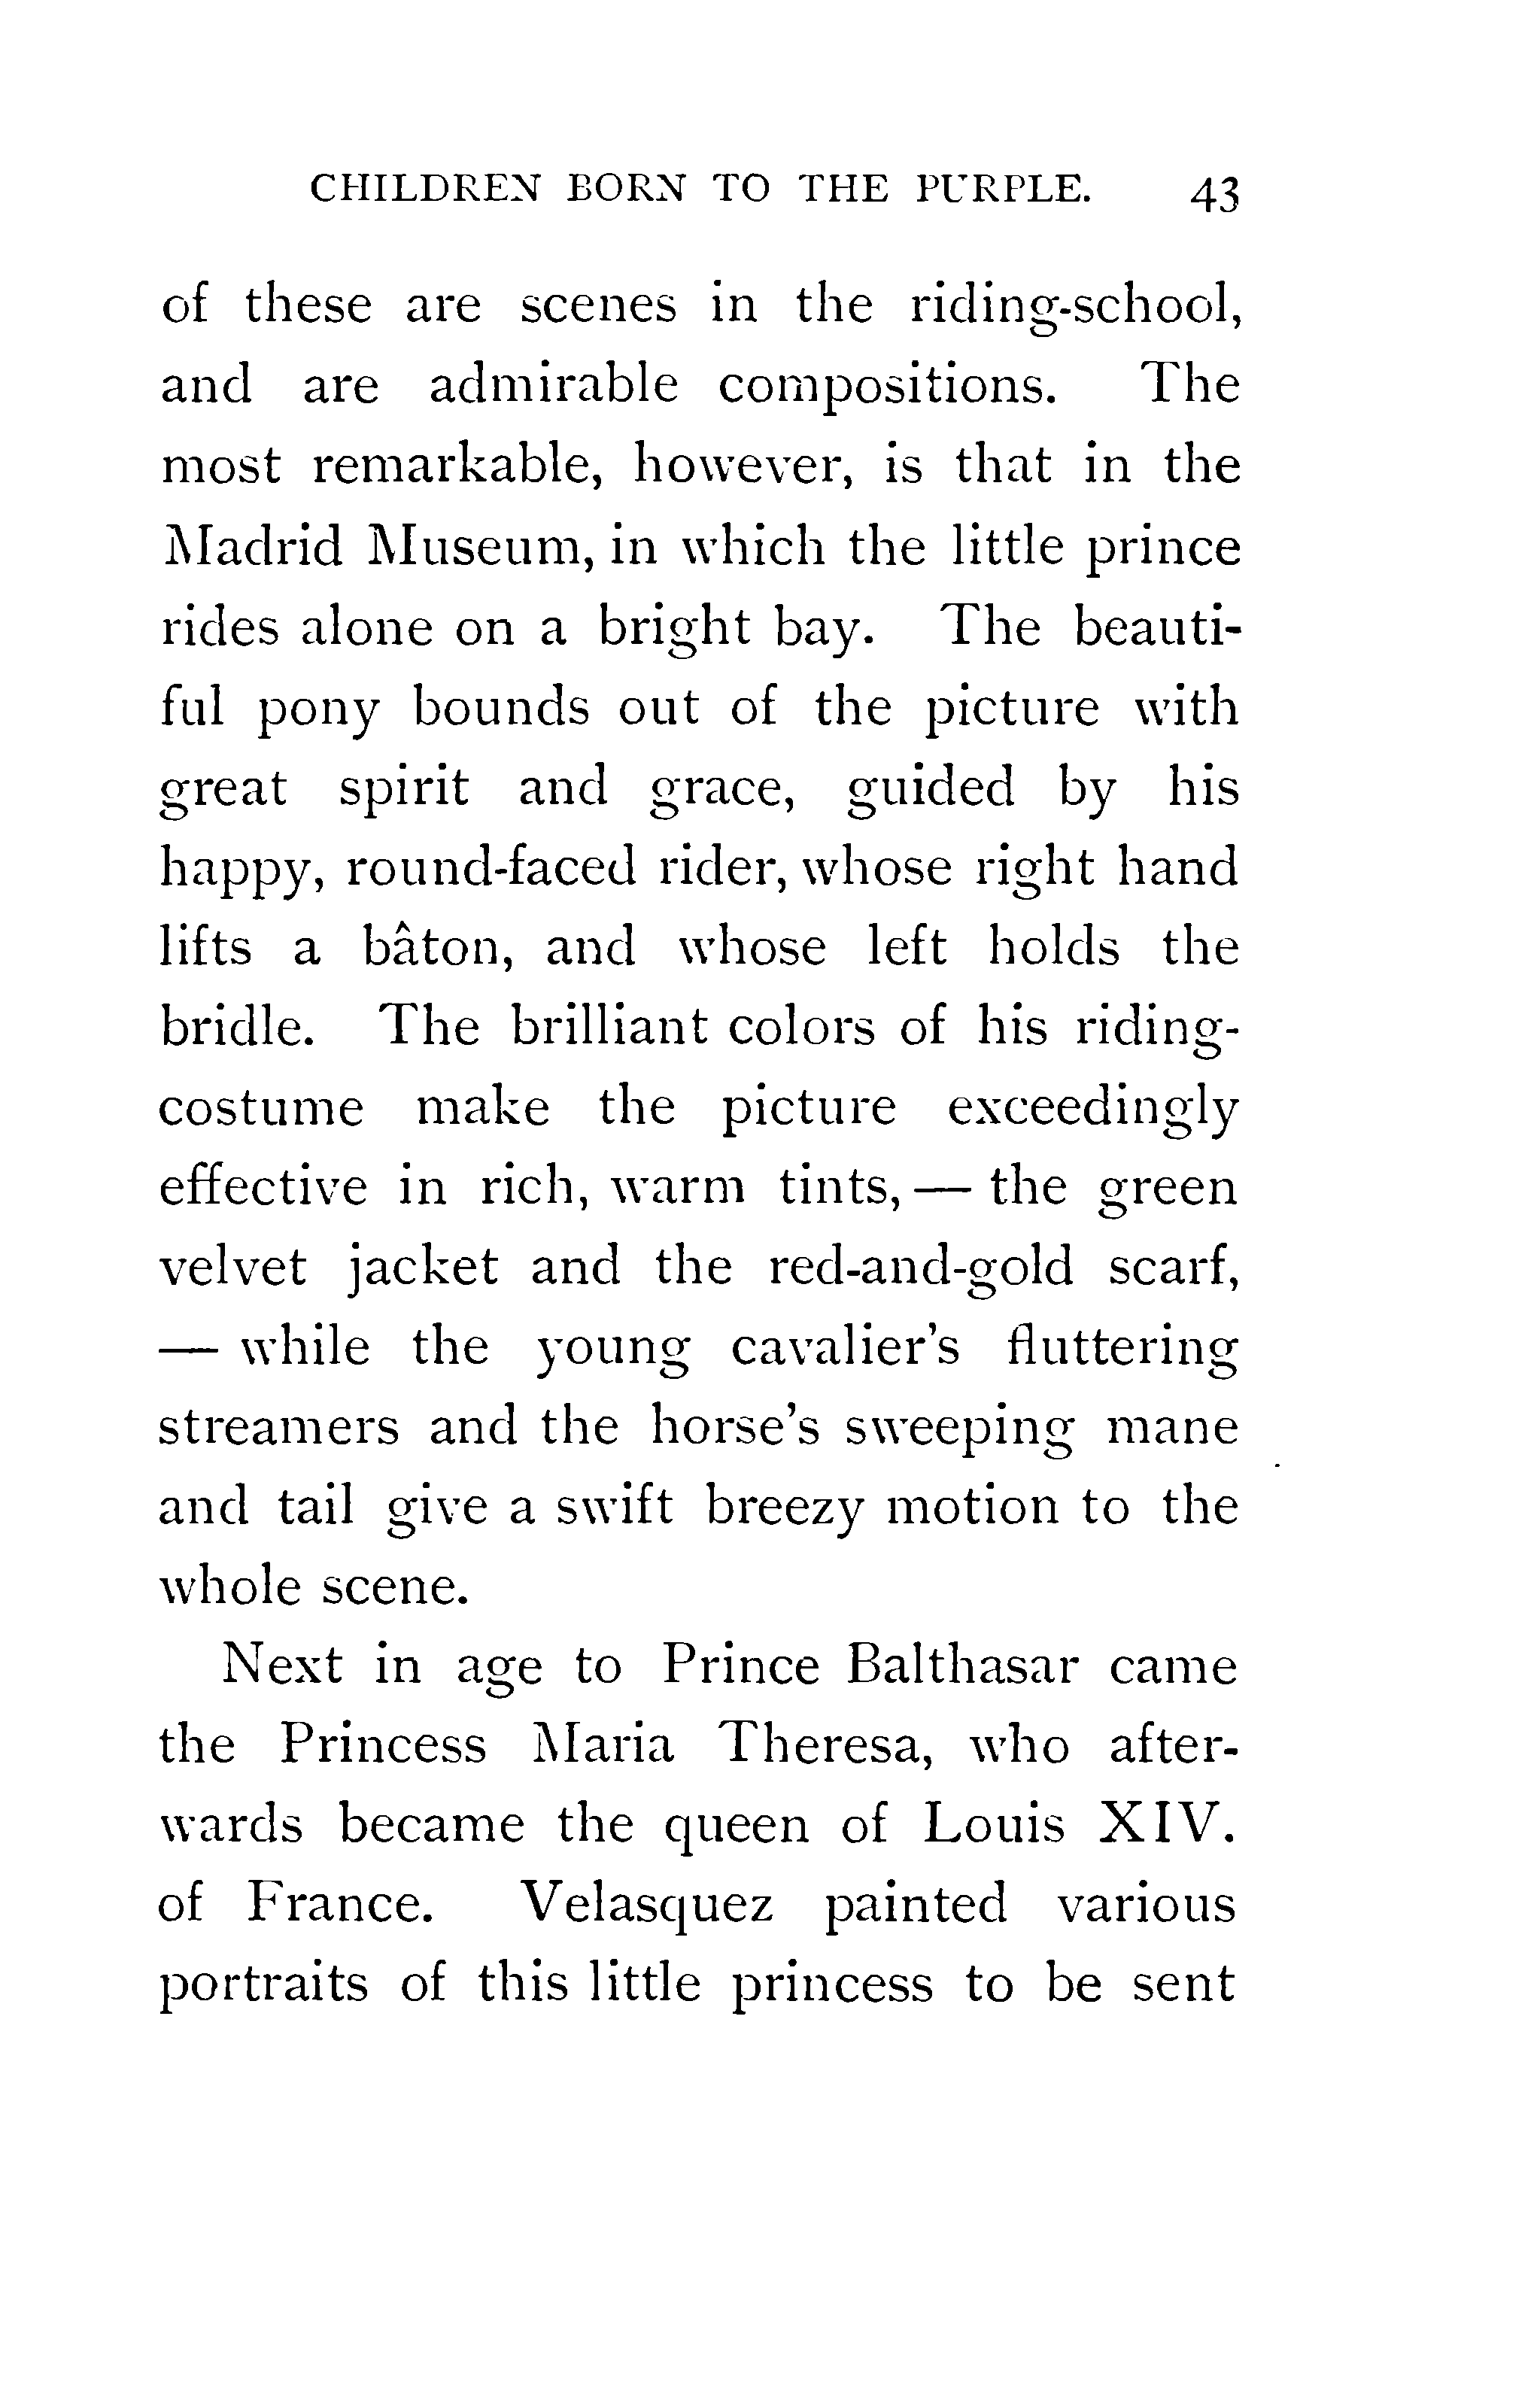 CHILDREN BORN TO THE PURPLE. 43
of these are scenes in the riding-school,
and are admirable compositions. The
most remarkable, however, is that in the
Madrid Museum, in which the little prince
rides alone on a bright bay. The beauti-
ful pony bounds out of the picture with
great spirit and grace, guided by his
happy, round-faced rider, whose right hand
lifts a bâton, and whose left holds the
bridle. The brilliant colors of his riding-
costume make the picture exceedingly
effective in rich, warm tints, — the green
velvet jacket and the red-and-gold scarf,
— while the young cavalier's fluttering
streamers and the horse's sweeping mane
and tail give a swift breezy motion to the
whole scene.
Next in age to Prince Balthasar came
the Princess Maria Theresa, who after-
wards became the queen of Louis XIV.
of France. Velasquez painted various
portraits of this little princess to be sent